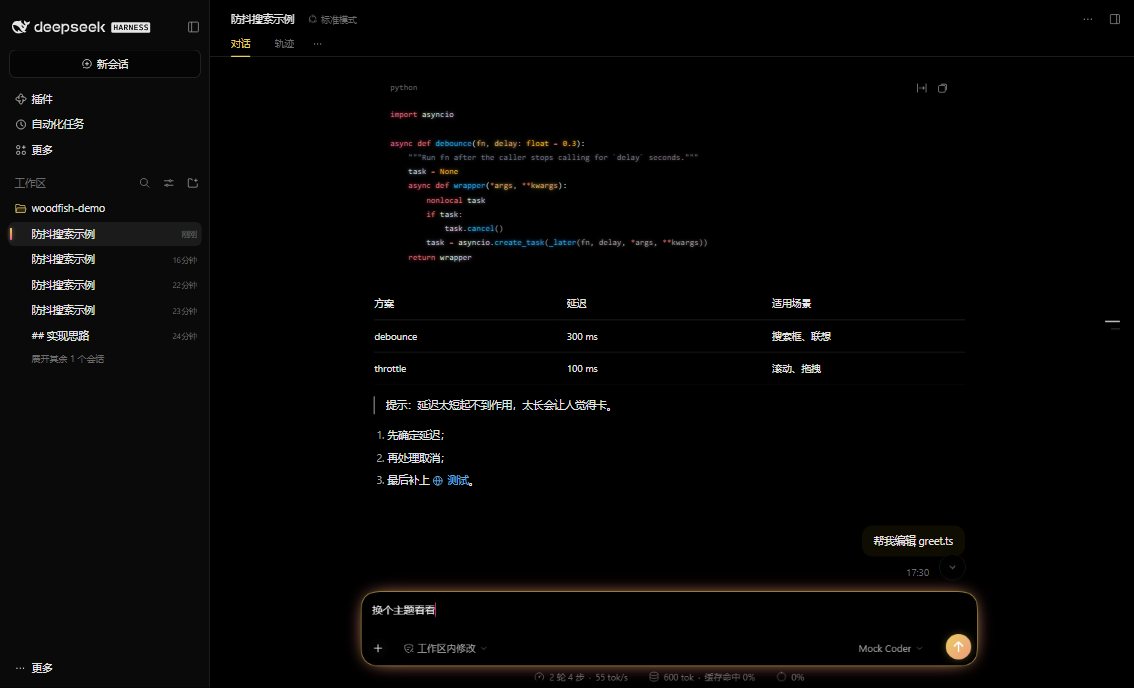 deepseek HARNESS
新会话
插件
自动化任务
更多
工作区
woodfish-demo
防抖搜索示例 刚刚
防抖搜索示例 16分钟
防抖搜索示例 22分钟
防抖搜索示例 23分钟
## 实现思路 24分钟
展开其余 1 个会话
··· 更多
防抖搜索示例 标准模式 ···
对话 轨迹 ···
python
import asyncio
async def debounce(fn, delay: float = 0.3):
"""Run fn after the caller stops calling for `delay` seconds."""
task = None
async def wrapper(*args, **kwargs):
nonlocal task
if task:
task.cancel()
task = asyncio.create_task(_later(fn, delay, *args, **kwargs))
return wrapper
方案 延迟 适用场景
debounce 300 ms 搜索框、联想
throttle 100 ms 滚动、拖拽
提示：延迟太短起不到作用，太长会让人觉得卡。
1. 先确定延迟；
2. 再处理取消；
3. 最后补上 测试。
帮我编辑 greet.ts
17:30
换个主题看看
+ 工作区内修改 Mock Coder
2 轮 4 步 · 55 tok/s 600 tok · 缓存命中 0% 0%